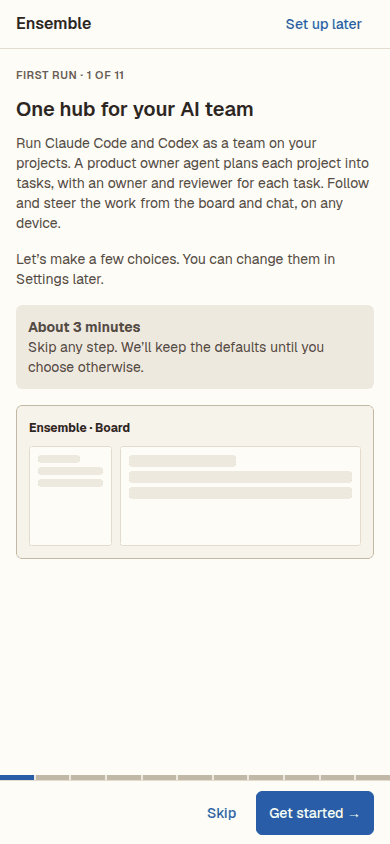 Ensemble
Set up later
FIRST RUN · 1 OF 11
One hub for your AI team
Run Claude Code and Codex as a team on your
projects. A product owner agent plans each project into
tasks, with an owner and reviewer for each task. Follow
and steer the work from the board and chat, on any
device.
Let’s make a few choices. You can change them in
Settings later.
About 3 minutes
Skip any step. We’ll keep the defaults until you
choose otherwise.
Ensemble · Board
Skip
Get started →